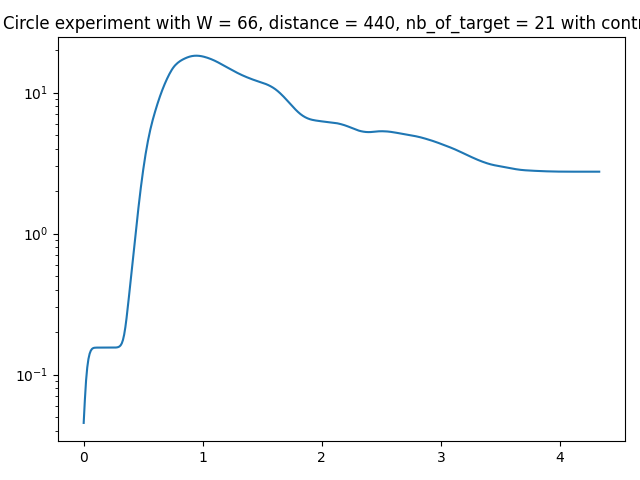 Circle experiment with W = 66, distance = 440, nb_of_target = 21 with contr
10¹
10⁰
10⁻¹
0 1 2 3 4